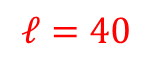 ℓ = 40